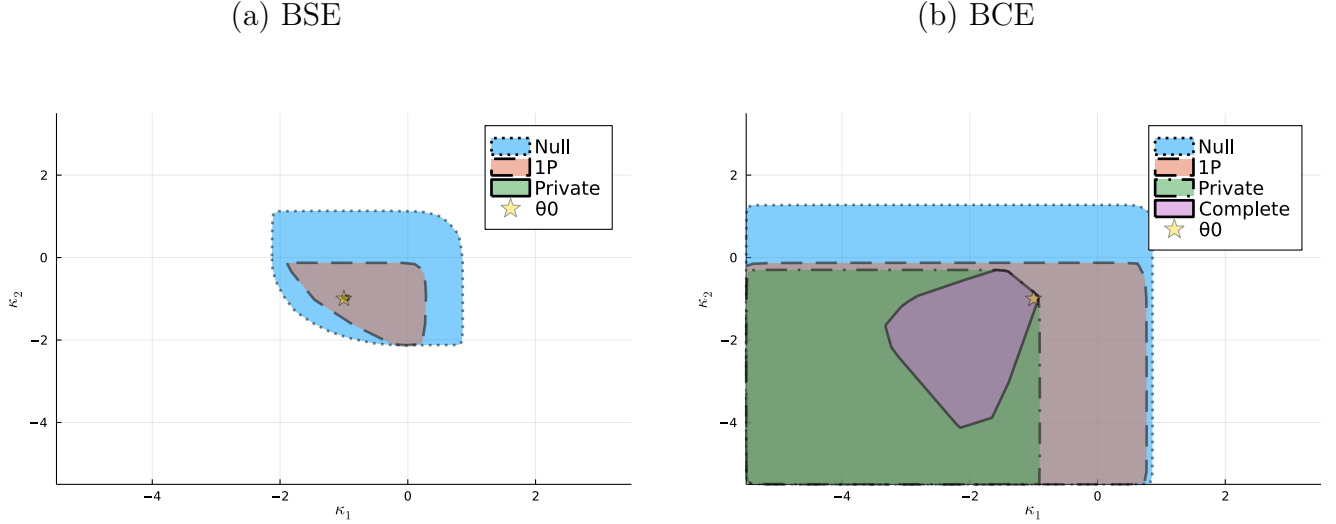 (a) BSE
(b) BCE
Null
1P
Private
θ0
2
0
−2
−4
κ2
−4
−2
0
2
κ1
Null
1P
Private
Complete
θ0
2
0
−2
−4
κ2
−4
−2
0
2
κ1